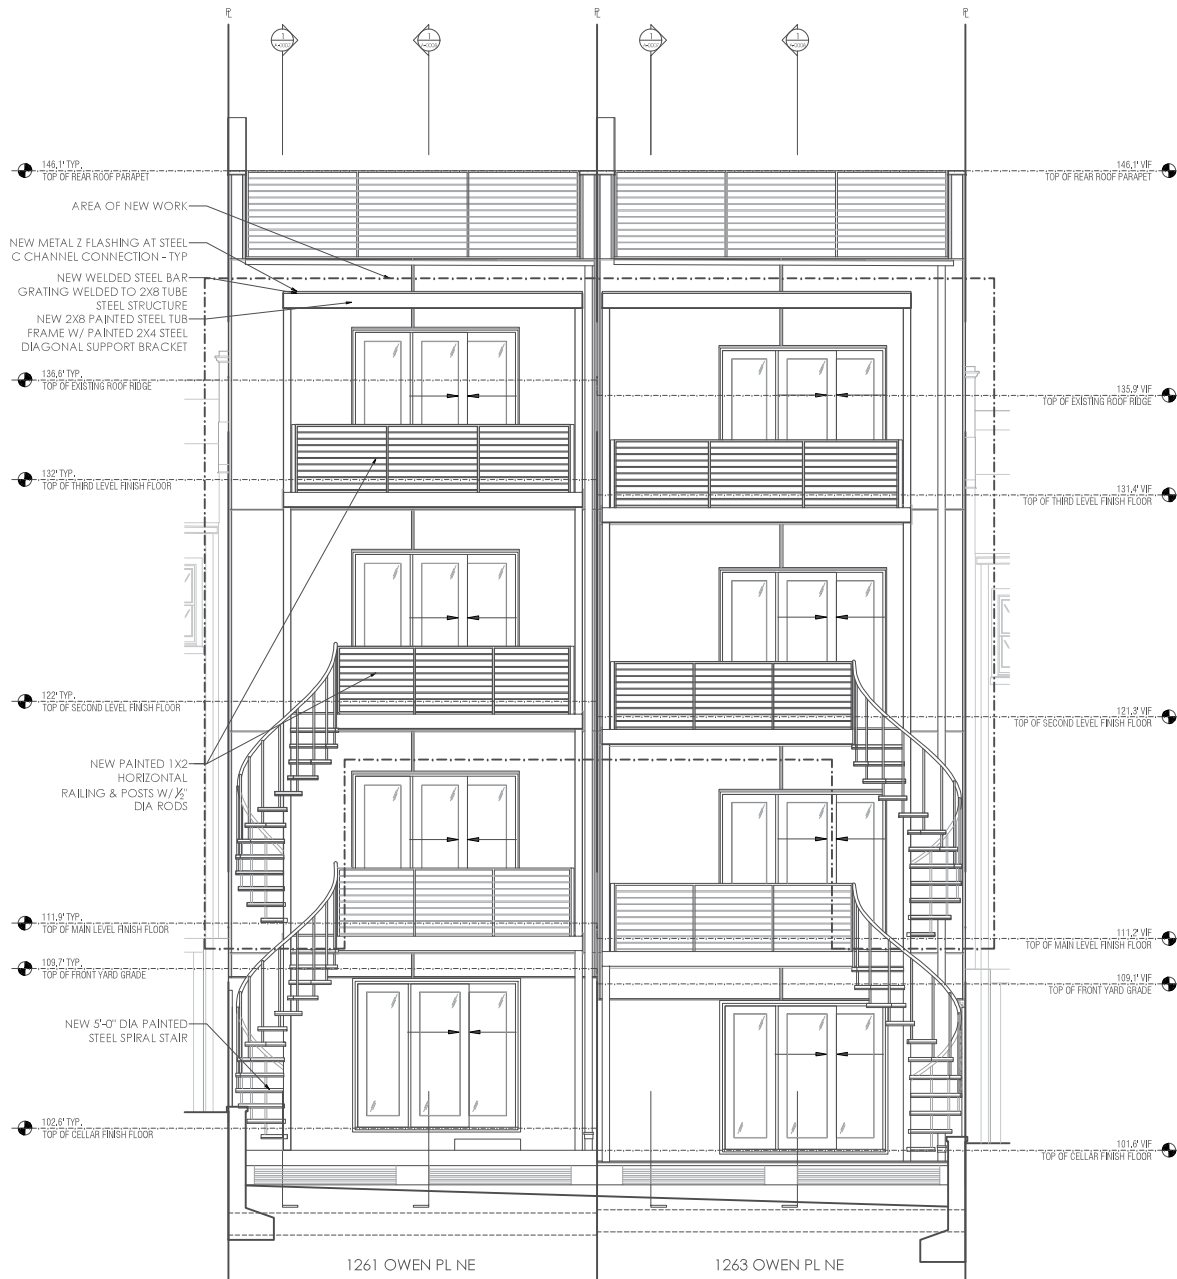 1
1
1
1
146.1' TYP.
TOP OF REAR ROOF PARAPET
146.1' VIF
TOP OF REAR ROOF PARAPET
AREA OF NEW WORK
NEW METAL Z FLASHING AT STEEL
C CHANNEL CONNECTION - TYP
NEW WELDED STEEL BAR
GRATING WELDED TO 2X8 TUBE
STEEL STRUCTURE
NEW 2X8 PAINTED STEEL TUB
FRAME W/ PAINTED 2X4 STEEL
DIAGONAL SUPPORT BRACKET
136.6' TYP.
TOP OF EXISTING ROOF RIDGE
135.9' VIF
TOP OF EXISTING ROOF RIDGE
132' TYP.
TOP OF THIRD LEVEL FINISH FLOOR
131.4' VIF
TOP OF THIRD LEVEL FINISH FLOOR
122' TYP.
TOP OF SECOND LEVEL FINISH FLOOR
121.3' VIF
TOP OF SECOND LEVEL FINISH FLOOR
NEW PAINTED 1X2
HORIZONTAL
RAILING & POSTS W/ ½"
DIA RODS
111.9' TYP.
TOP OF MAIN LEVEL FINISH FLOOR
111.2' VIF
TOP OF MAIN LEVEL FINISH FLOOR
109.7' TYP.
TOP OF FRONT YARD GRADE
109.1' VIF
TOP OF FRONT YARD GRADE
NEW 5'-0" DIA PAINTED
STEEL SPIRAL STAIR
102.6' TYP.
TOP OF CELLAR FINISH FLOOR
101.6' VIF
TOP OF CELLAR FINISH FLOOR
1261 OWEN PL NE
1263 OWEN PL NE